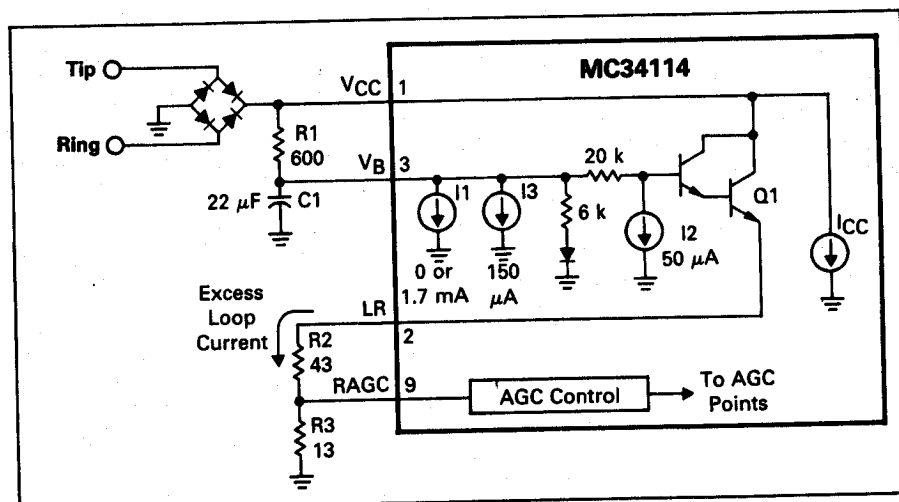 MC34114
Tip
VCC 1
R1
600
Ring
VB 3
20 k
22 µF C1
I1
I3
6 k
Q1
I2
50 µA
ICC
0 or
1.7 mA
150
µA
Excess
Loop
Current
LR
2
R2
43
RAGC 9
AGC Control
To AGC
Points
R3
13